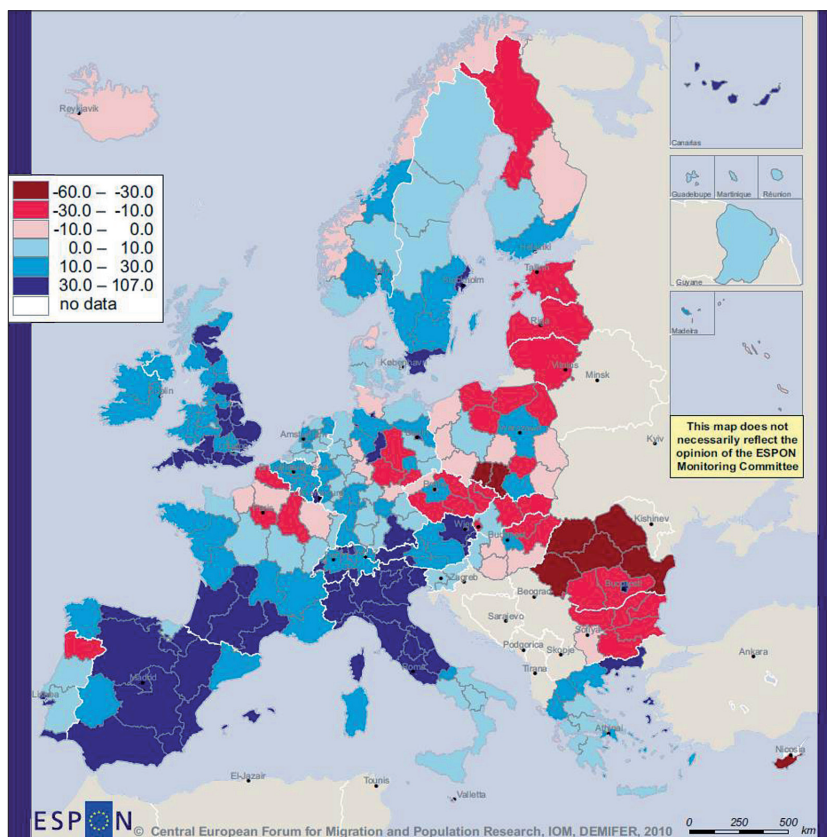 Reykjavik
Canarias
Guadeloupe
Martinique
Réunion
Guyane
Madeira
-60.0 – -30.0
-30.0 – -10.0
-10.0 – 0.0
0.0 – 10.0
10.0 – 30.0
30.0 – 107.0
no data
Helsinki
Tallinn
Riga
København
Vilnius
Minsk
This map does not
necessarily reflect the
opinion of the ESPON
Monitoring Committee
Kyiv
Kishinev
Zagreb
Beograd
Bucuresti
Sarajevo
Sofiya
Podgorica
Skopje
Tirana
Ankara
Roma
Madrid
Athinai
Nicosia
El-Jazair
Tounis
Valletta
0 250 500
km
ESPON
© Central European Forum for Migration and Population Research, IOM, DEMIFER, 2010